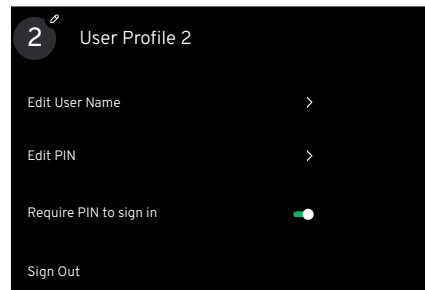 2
User Profile 2
Edit User Name
Edit PIN
Require PIN to sign in
Sign Out